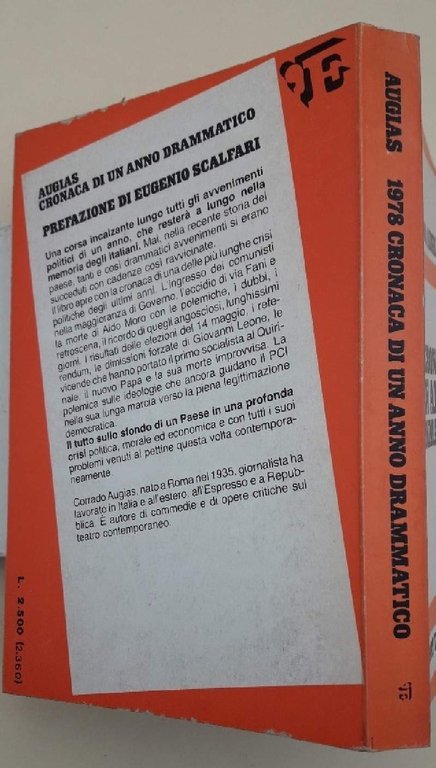 AUGIAS
CRONACA DI UN ANNO DRAMMATICO
PREFAZIONE DI EUGENIO SCALFARI
Una corsa incalzante lungo tutti gli avvenimenti
politici di un anno, che resterà a lungo nella
memoria degli italiani. Mai, nella recente storia del
paese, tanti e così drammatici avvenimenti si erano
succeduti con cadenze così ravvicinate.
Il libro apre con la cronaca di una delle più lunghe crisi
politiche degli ultimi anni. L'ingresso dei comunisti
nella maggioranza di Governo, l'eccidio di via Fani e
la morte di Aldo Moro con le polemiche, i dubbi, i
retroscena, il ricordo di quegli angosciosi, lunghissimi
giorni. I risultati delle elezioni del 14 maggio, i refe-
rendum, le dimissioni forzate di Giovanni Leone, le
vicende che hanno portato il primo socialista al Quiri-
nale, il nuovo Papa e la sua morte improvvisa. La
polemica sulle ideologie che ancora guidano il PCI
nella sua lunga marcia verso la piena legittimazione
democratica.
Il tutto sullo sfondo di un Paese in una profonda
crisi politica, morale ed economica e con tutti i suoi
problemi venuti al pettine questa volta contempora-
neamente.
Corrado Augias, nato a Roma nel 1935, giornalista ha
lavorato in Italia e all'estero, all'Espresso e a Repub-
blica. È autore di commedie e di opere critiche sul
teatro contemporaneo.
L. 2.500 (2.360)
AUGIAS 1978 CRONACA DI UN ANNO DRAMMATICO